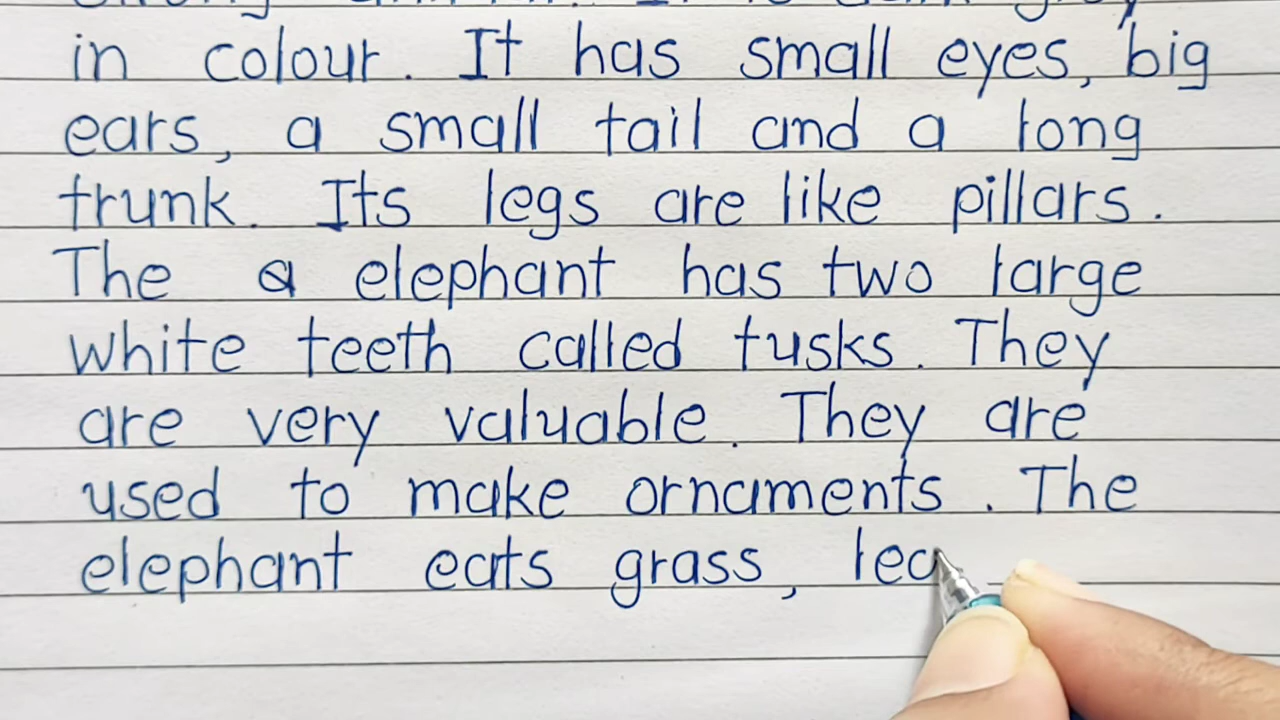 in colour. It has small eyes, big
ears, a small tail and a long
trunk. Its legs are like pillars.
The a elephant has two large
white teeth called tusks. They
are very valuable. They are
used to make ornaments. The
elephant eats grass, lea